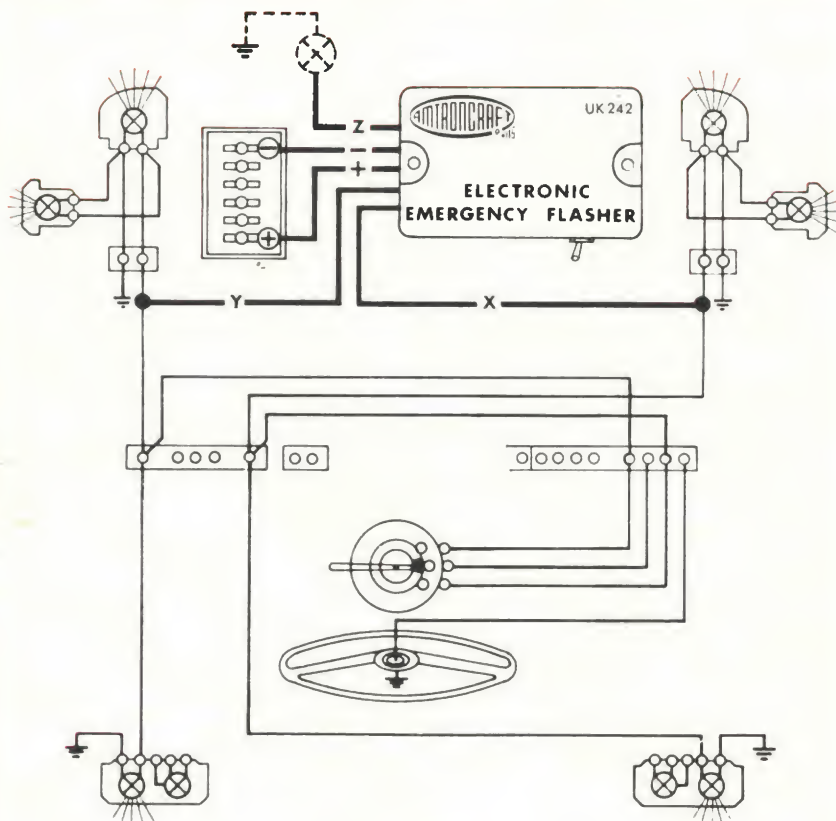 AMTRONCRAFT
UK 242
Z
−
+
ELECTRONIC
EMERGENCY FLASHER
+
Y
X